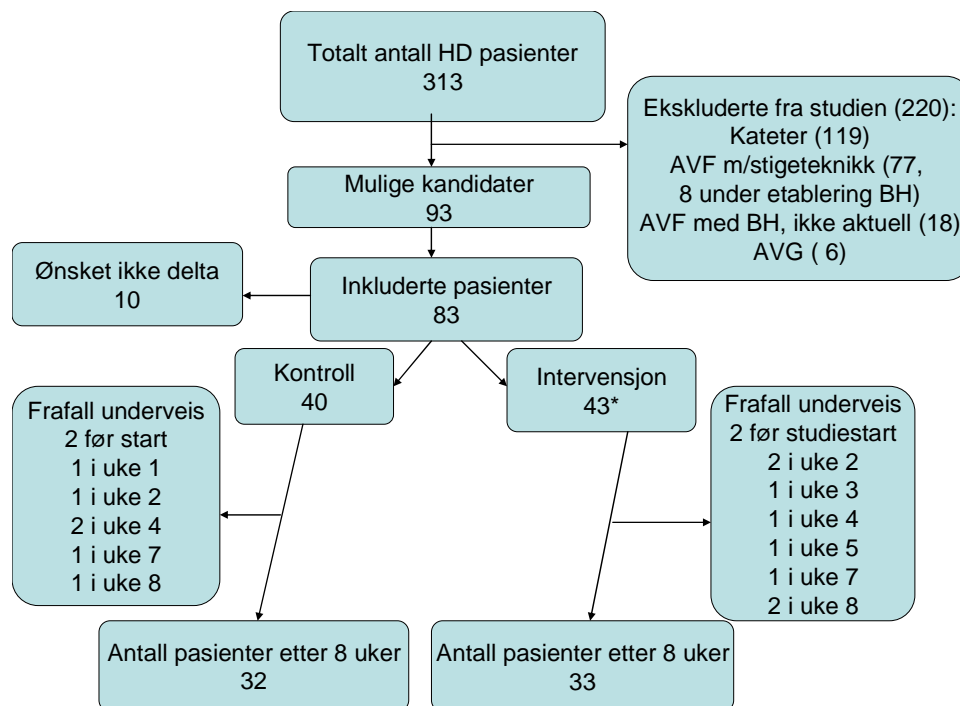 Totalt antall HD pasienter
313
Ekskluderte fra studien (220):
Kateter (119)
AVF m/stigeteknikk (77,
8 under etablering BH)
AVF med BH, ikke aktuell (18)
AVG ( 6)
Mulige kandidater
93
Ønsket ikke delta
10
Inkluderte pasienter
83
Kontroll
40
Intervensjon
43*
Frafall underveis
2 før start
1 i uke 1
1 i uke 2
2 i uke 4
1 i uke 7
1 i uke 8
Frafall underveis
2 før studiestart
2 i uke 2
1 i uke 3
1 i uke 4
1 i uke 5
1 i uke 7
2 i uke 8
Antall pasienter etter 8 uker
32
Antall pasienter etter 8 uker
33